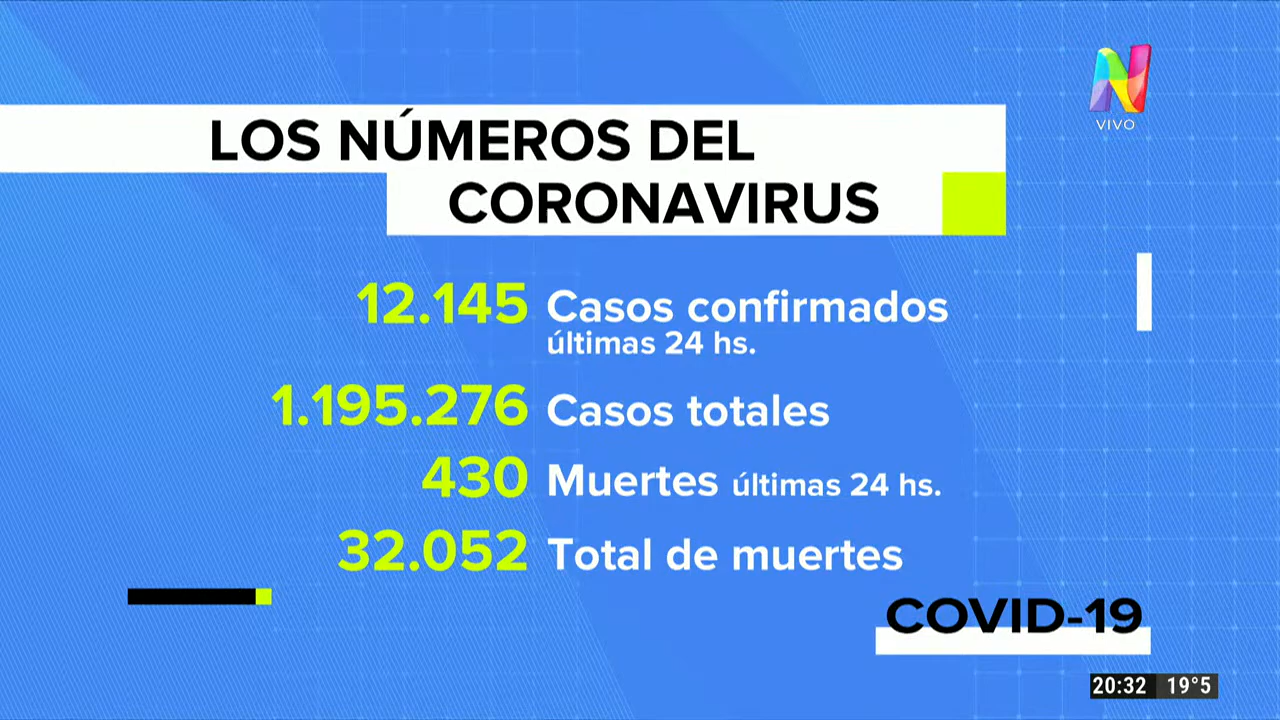 N
VIVO
LOS NÚMEROS DEL
CORONAVIRUS
12.145 Casos confirmados
últimas 24 hs.
1.195.276 Casos totales
430 Muertes últimas 24 hs.
32.052 Total de muertes
COVID-19
20:32 19°5